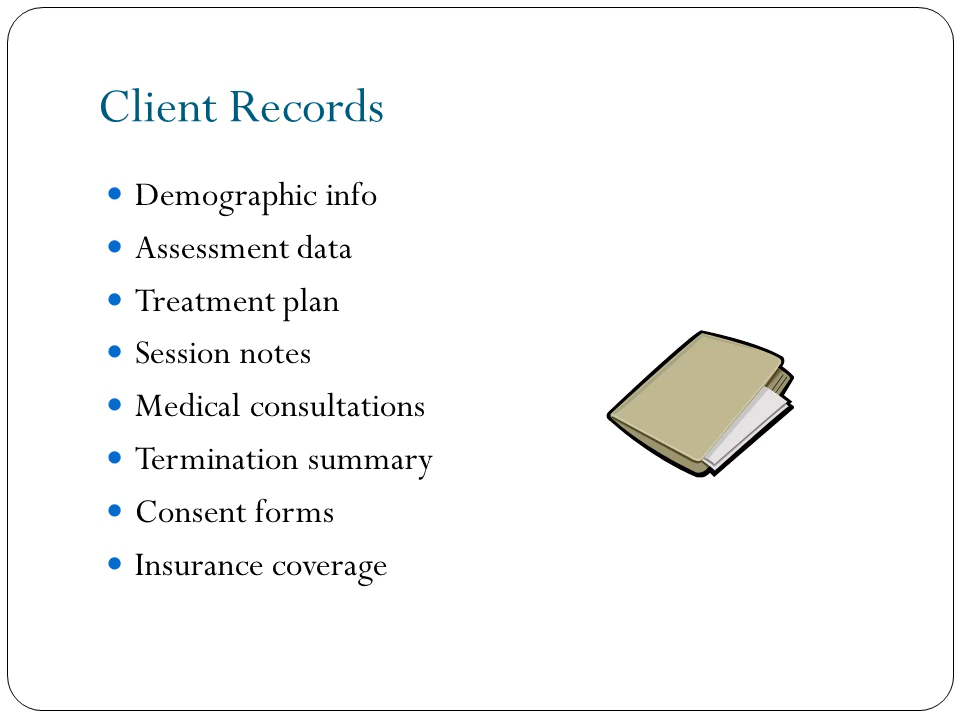 Client Records
Demographic info
Assessment data
Treatment plan
Session notes
Medical consultations
Termination summary
Consent forms
Insurance coverage